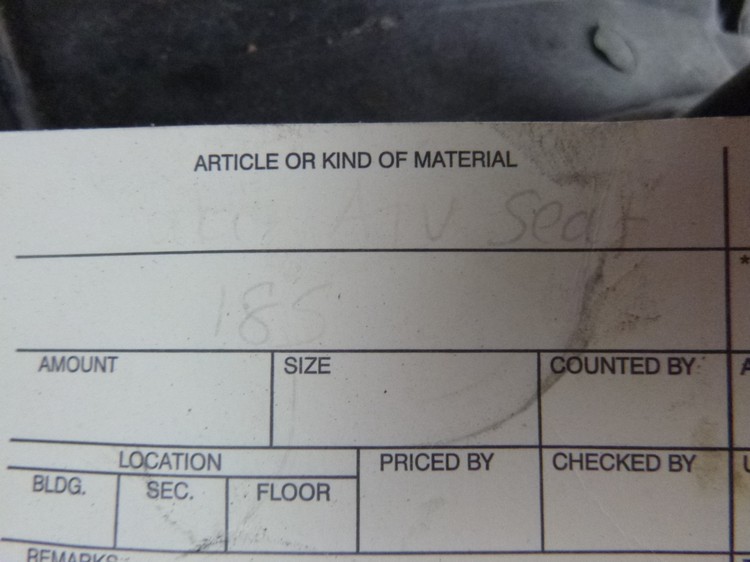 ARTICLE OR KIND OF MATERIAL
ATV Seat
185
AMOUNT SIZE COUNTED BY
LOCATION PRICED BY CHECKED BY
BLDG. SEC. FLOOR
REMARKS